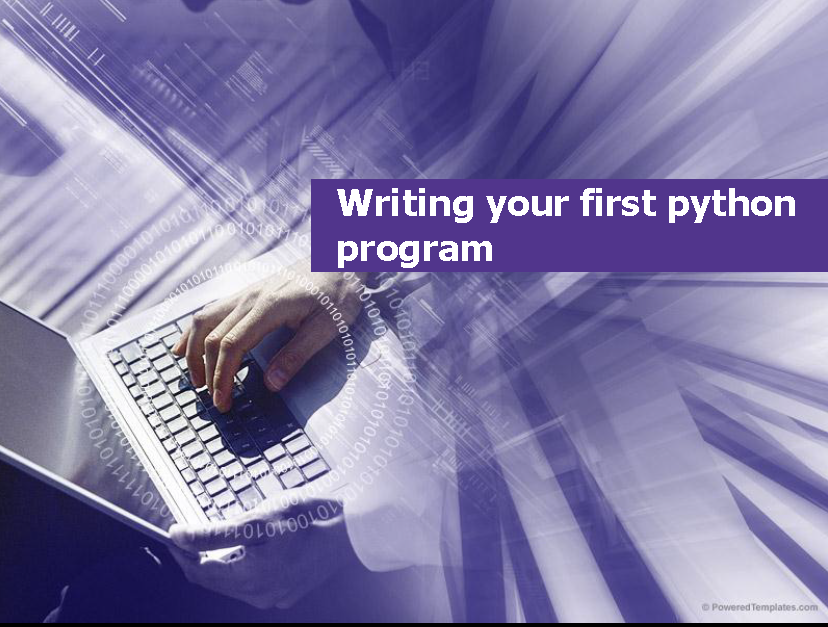 Writing your first python
program
© PoweredTemplates.com